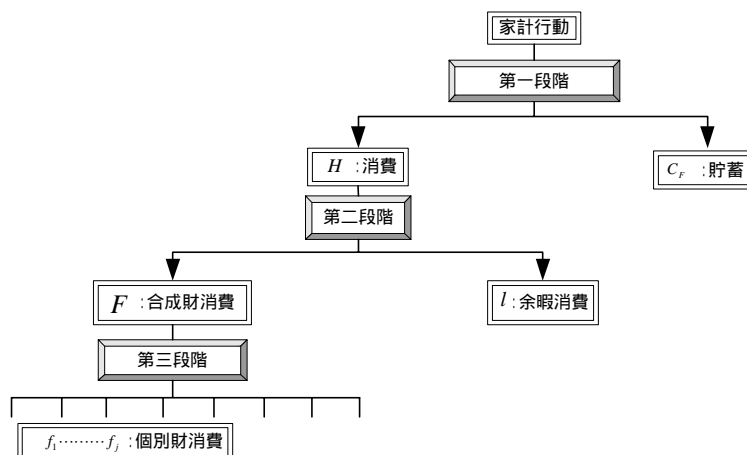 家計行動
第一段階
H :消費
C_F :貯蓄
第二段階
F :合成財消費
l :余暇消費
第三段階
f_1………f_j :個別財消費